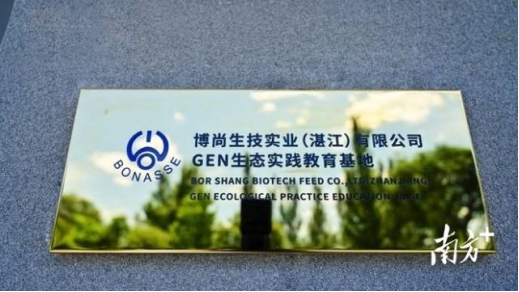 BONASSE
博尚生技实业(湛江)有限公司
GEN生态实践教育基地
BOR SHANG BIOTECH FEED CO.,LTD(ZHANJIANG)
GEN ECOLOGICAL PRACTICE EDUCATION
南方+